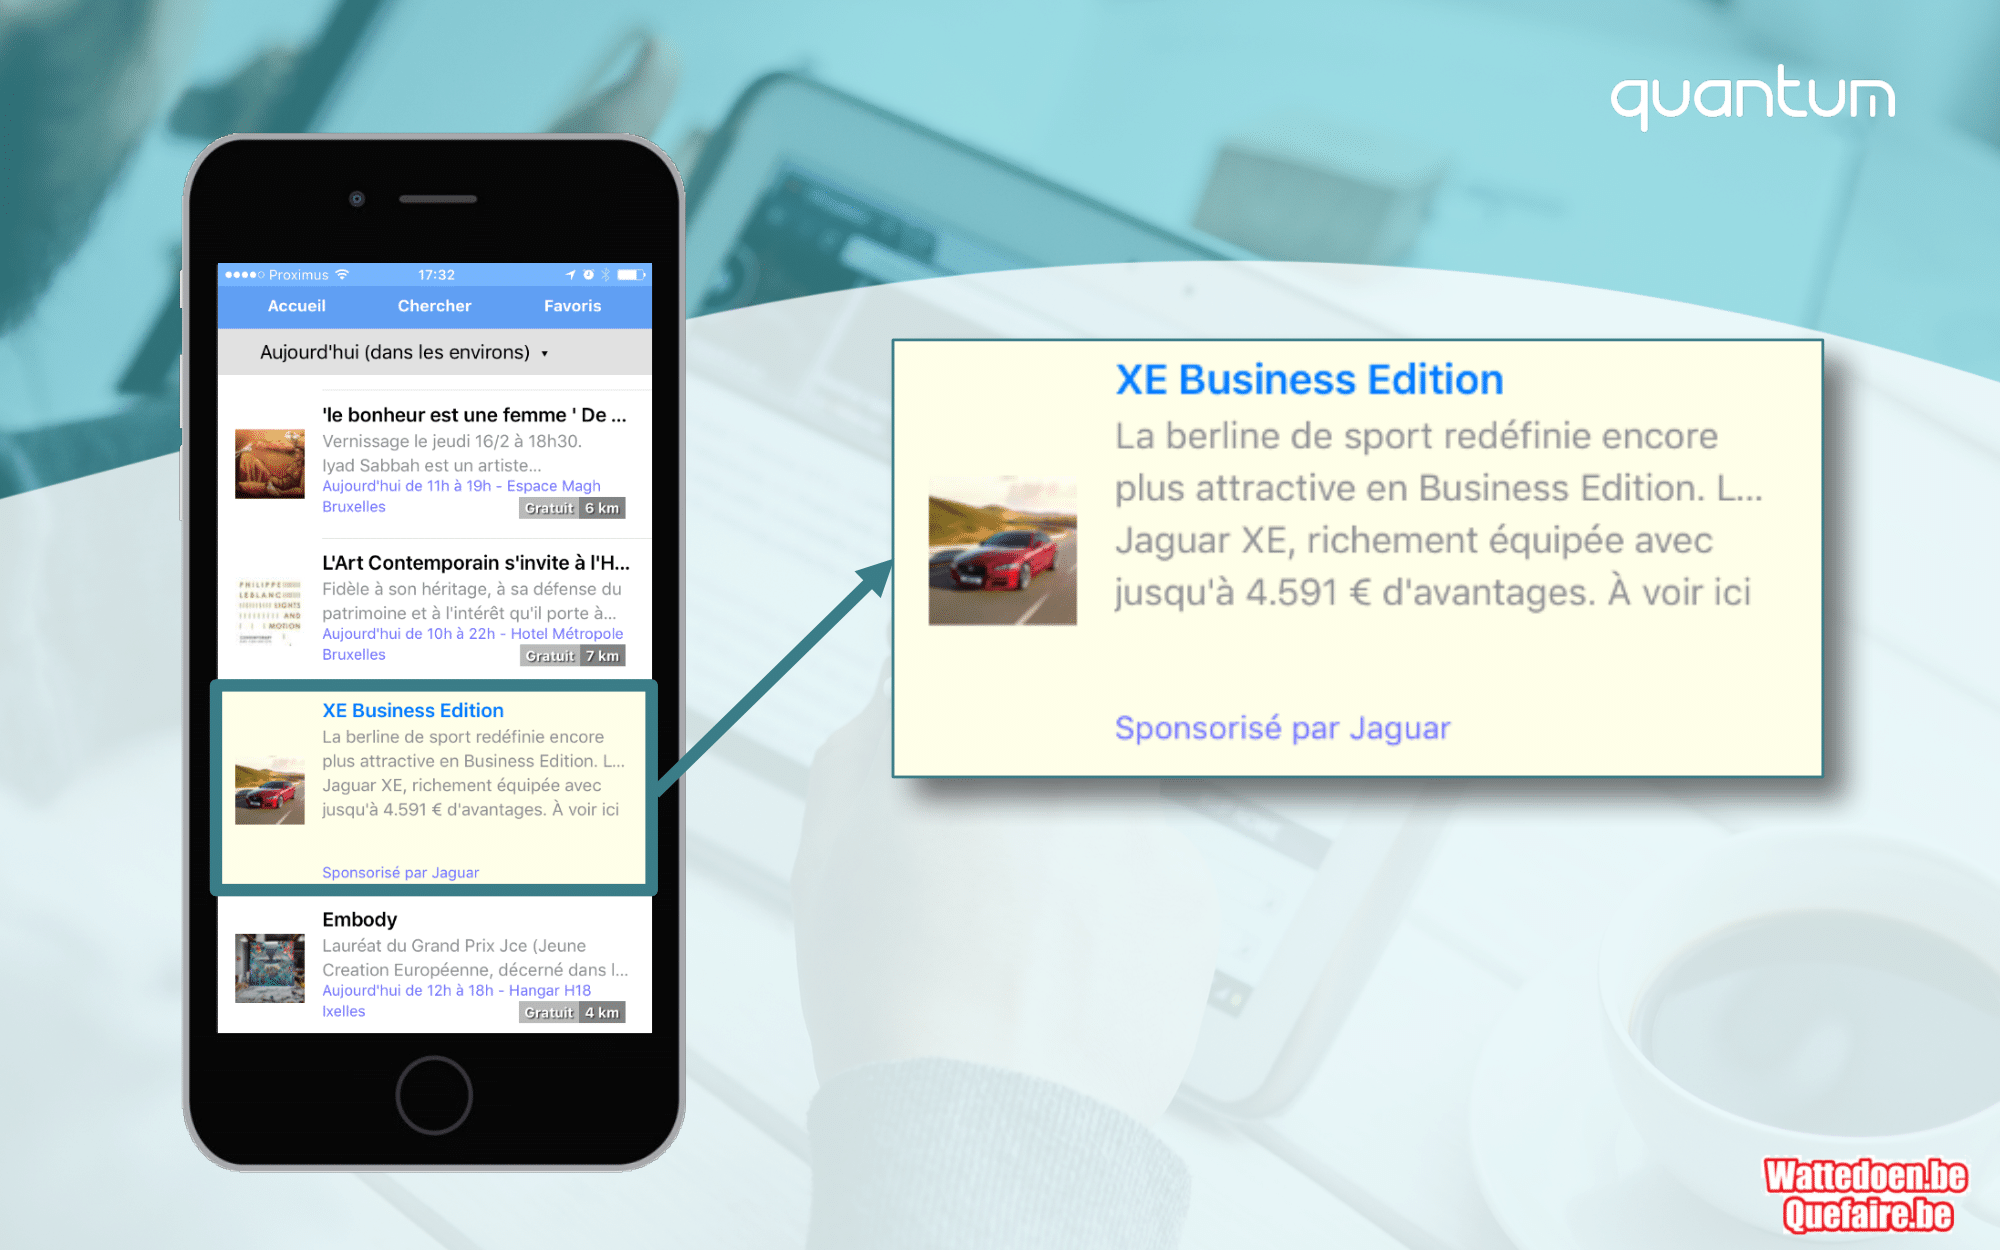 quantum
Proximus 17:32
Accueil Chercher Favoris
Aujourd'hui (dans les environs) ▾
'le bonheur est une femme ' De ...
Vernissage le jeudi 16/2 à 18h30.
Iyad Sabbah est un artiste...
Aujourd'hui de 11h à 19h - Espace Magh
Bruxelles
Gratuit 6 km
L'Art Contemporain s'invite à l'H...
PHILIPPE
LEBLANC
LIGHTS
AND
MOTION
Fidèle à son héritage, à sa défense du
patrimoine et à l'intérêt qu'il porte à...
Aujourd'hui de 10h à 22h - Hotel Métropole
Bruxelles
Gratuit 7 km
XE Business Edition
La berline de sport redéfinie encore
plus attractive en Business Edition. L...
Jaguar XE, richement équipée avec
jusqu'à 4.591 € d'avantages. À voir ici
Sponsorisé par Jaguar
Embody
Lauréat du Grand Prix Jce (Jeune
Creation Européenne, décerné dans l...
Aujourd'hui de 12h à 18h - Hangar H18
Ixelles
Gratuit 4 km
XE Business Edition
La berline de sport redéfinie encore
plus attractive en Business Edition. L...
Jaguar XE, richement équipée avec
jusqu'à 4.591 € d'avantages. À voir ici
Sponsorisé par Jaguar
Wattedoen.be
Quefaire.be